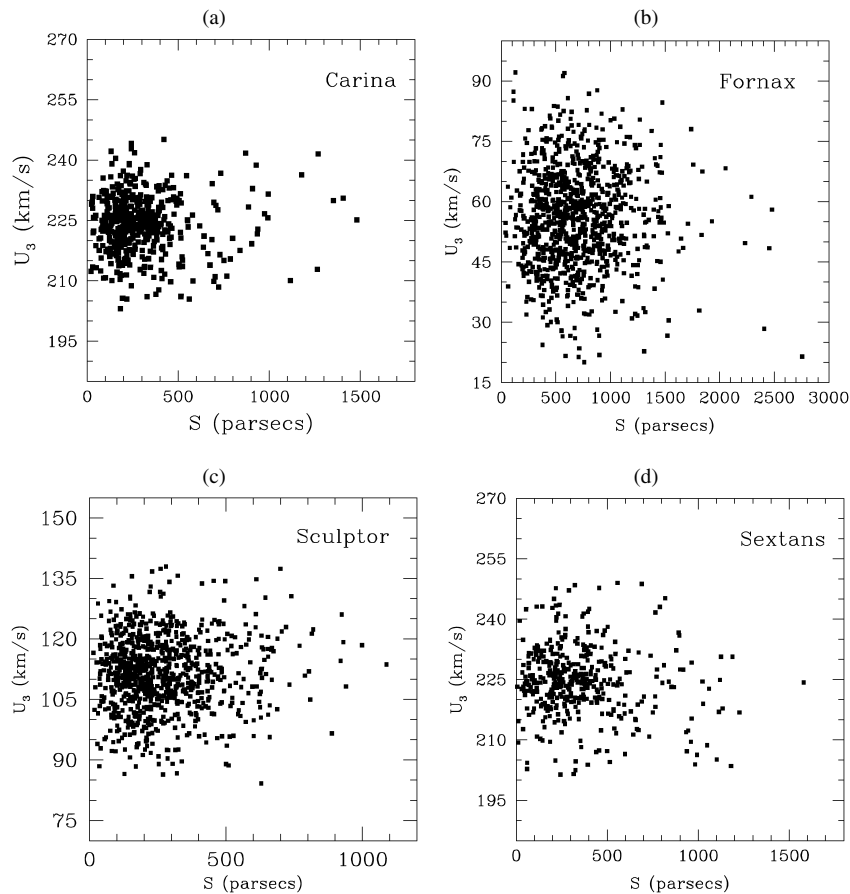 (a)
270
255
240
225
210
195
U3 (km/s)
Carina
0 500 1000 1500
S (parsecs)
(b)
90
75
60
45
30
15
U3 (km/s)
Fornax
0 500 1000 1500 2000 2500 3000
S (parsecs)
(c)
150
135
120
105
90
75
U3 (km/s)
Sculptor
0 500 1000
S (parsecs)
(d)
270
255
240
225
210
195
U3 (km/s)
Sextans
0 500 1000 1500
S (parsecs)